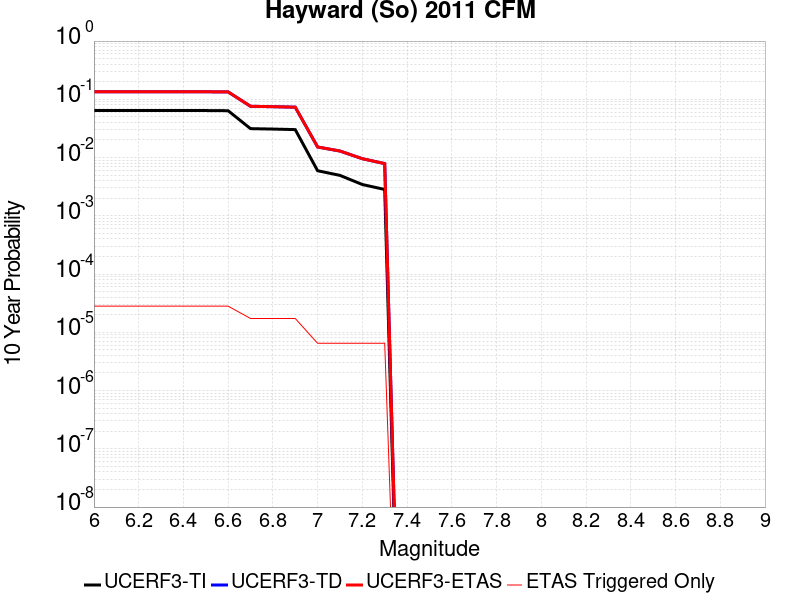 Hayward (So) 2011 CFM
10 Year Probability
10^0
10^-1
10^-2
10^-3
10^-4
10^-5
10^-6
10^-7
10^-8
6 6.2 6.4 6.6 6.8 7 7.2 7.4 7.6 7.8 8 8.2 8.4 8.6 8.8 9
Magnitude
UCERF3-TI UCERF3-TD UCERF3-ETAS ETAS Triggered Only